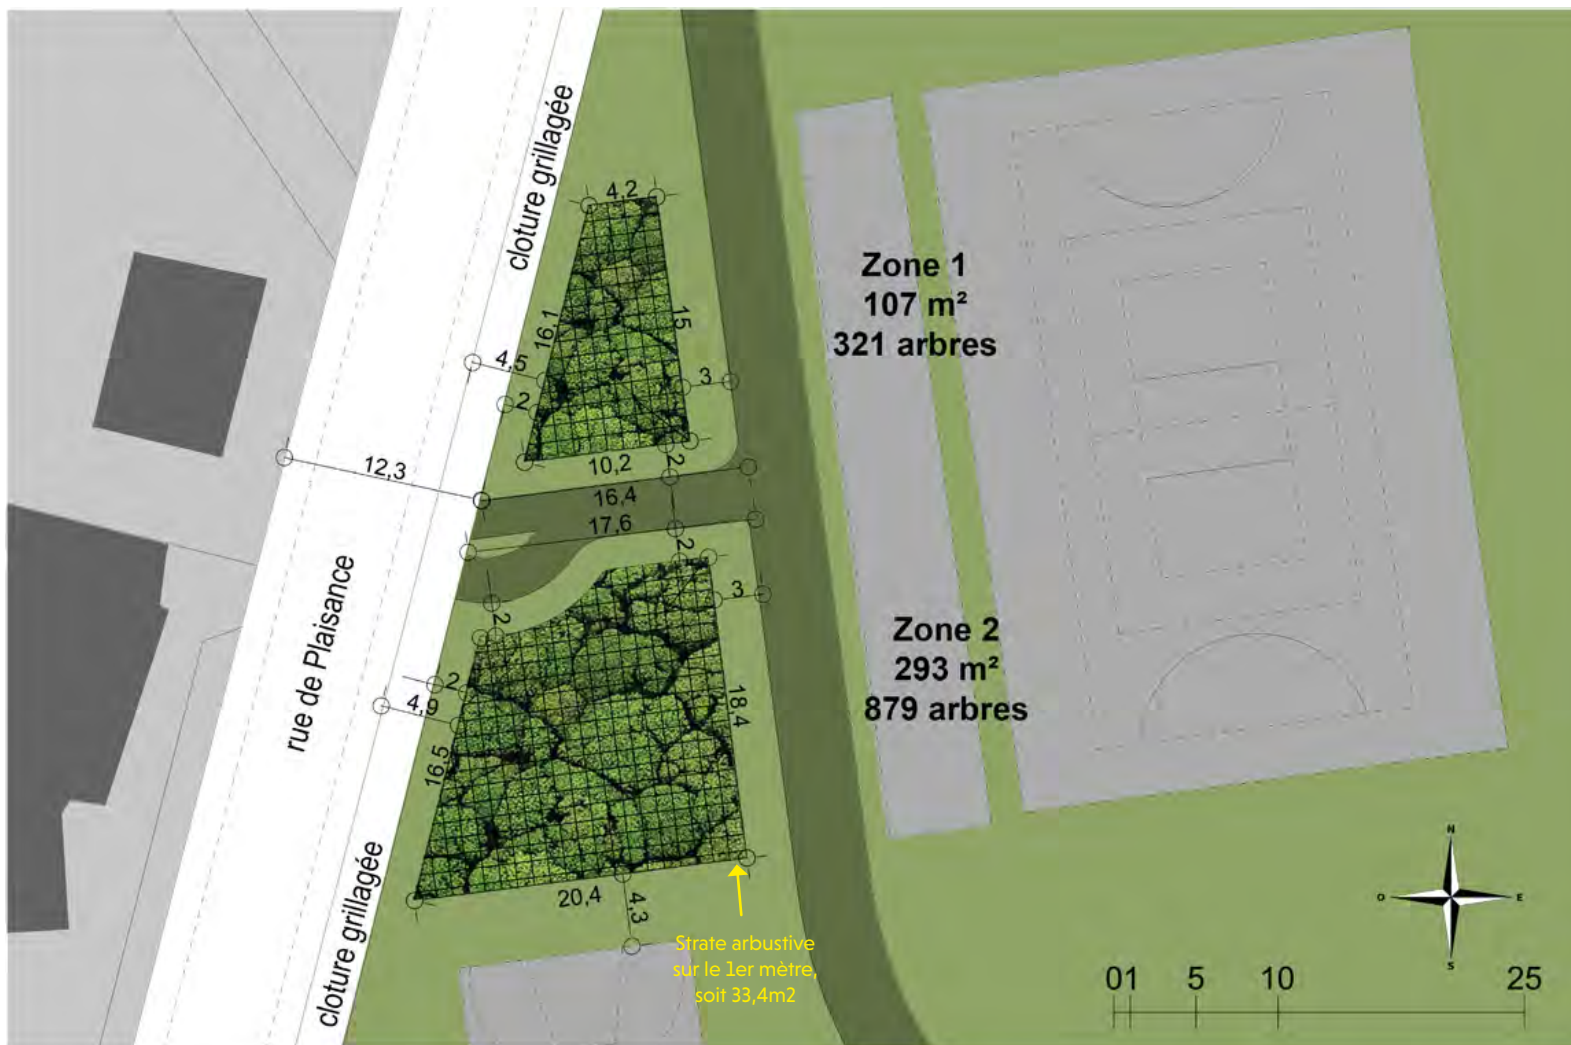 cloture grillagée
4,2
16,1
15
4,5
2
3
12,3
10,2
2
16,4
17,6
2
3
2
rue de Plaisance
2
4,9
16,5
18,4
20,4
4,3
cloture grillagée
Zone 1
107 m²
321 arbres
Zone 2
293 m²
879 arbres
Strate arbustive
sur le 1er mètre,
soit 33,4m2
N
O
E
S
01 5 10 25